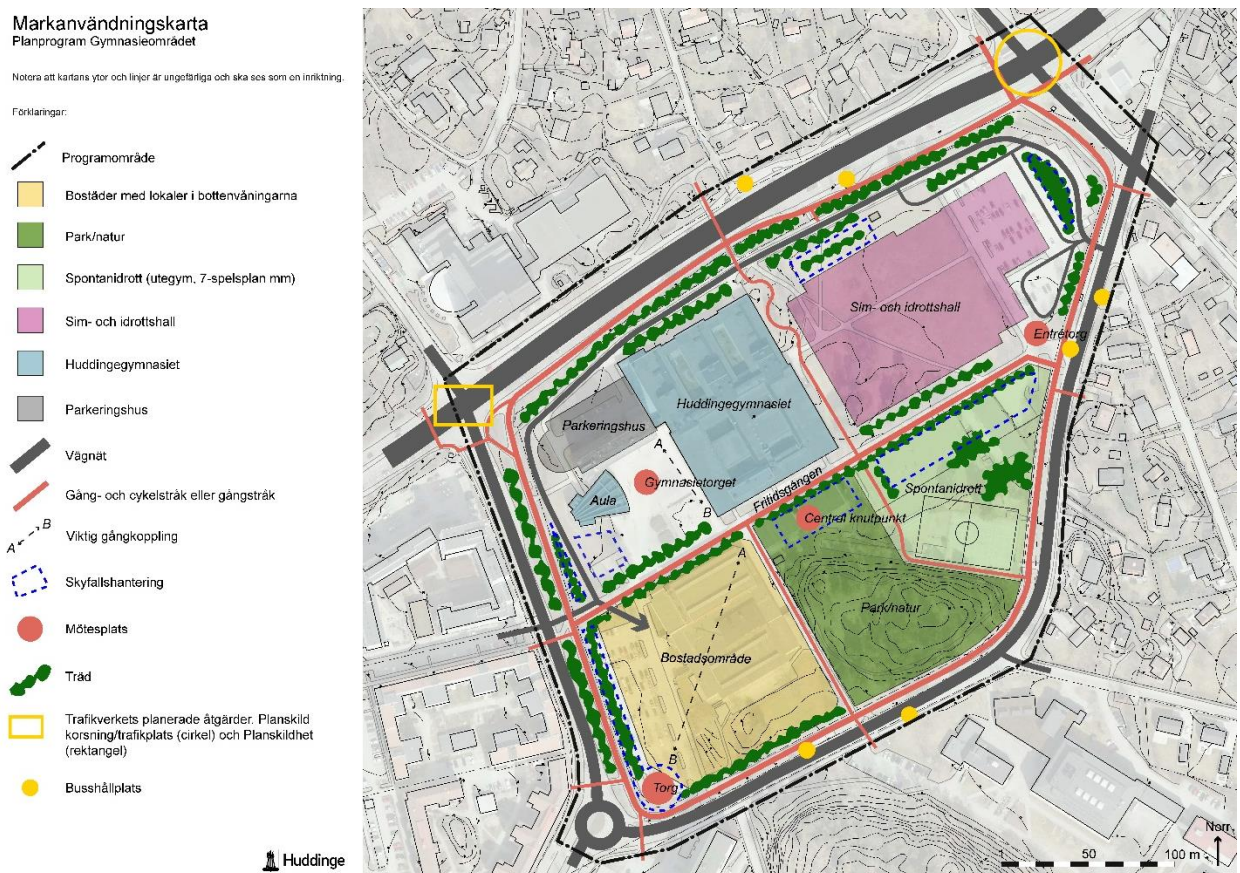 Markanvändningskarta
Planprogram Gymnasieområdet
Notera att kartans ytor och linjer är ungefärliga och ska ses som en inriktning.
Förklaringar:
Programområde
Bostäder med lokaler i bottenvåningarna
Park/natur
Spontanidrott (utegym, 7-spelsplan mm)
Sim- och idrottshall
Huddingegymnasiet
Parkeringshus
Vägnät
Gång- och cykelstråk eller gångstråk
A B
Viktig gångkoppling
Skyfallshantering
Mötesplats
Träd
Trafikverkets planerade åtgärder. Planskild
korsning/trafikplats (cirkel) och Planskildhet
(rektangel)
Busshållplats
Huddinge
Sim- och idrottshall
Entrétorg
Huddingegymnasiet
Parkeringshus
A
Gymnasietorget
Aula
B
Fritidsgången
Spontanidrott
Central knutpunkt
A
Park/natur
Bostadsområde
B
Torg
Norr
50 100 m